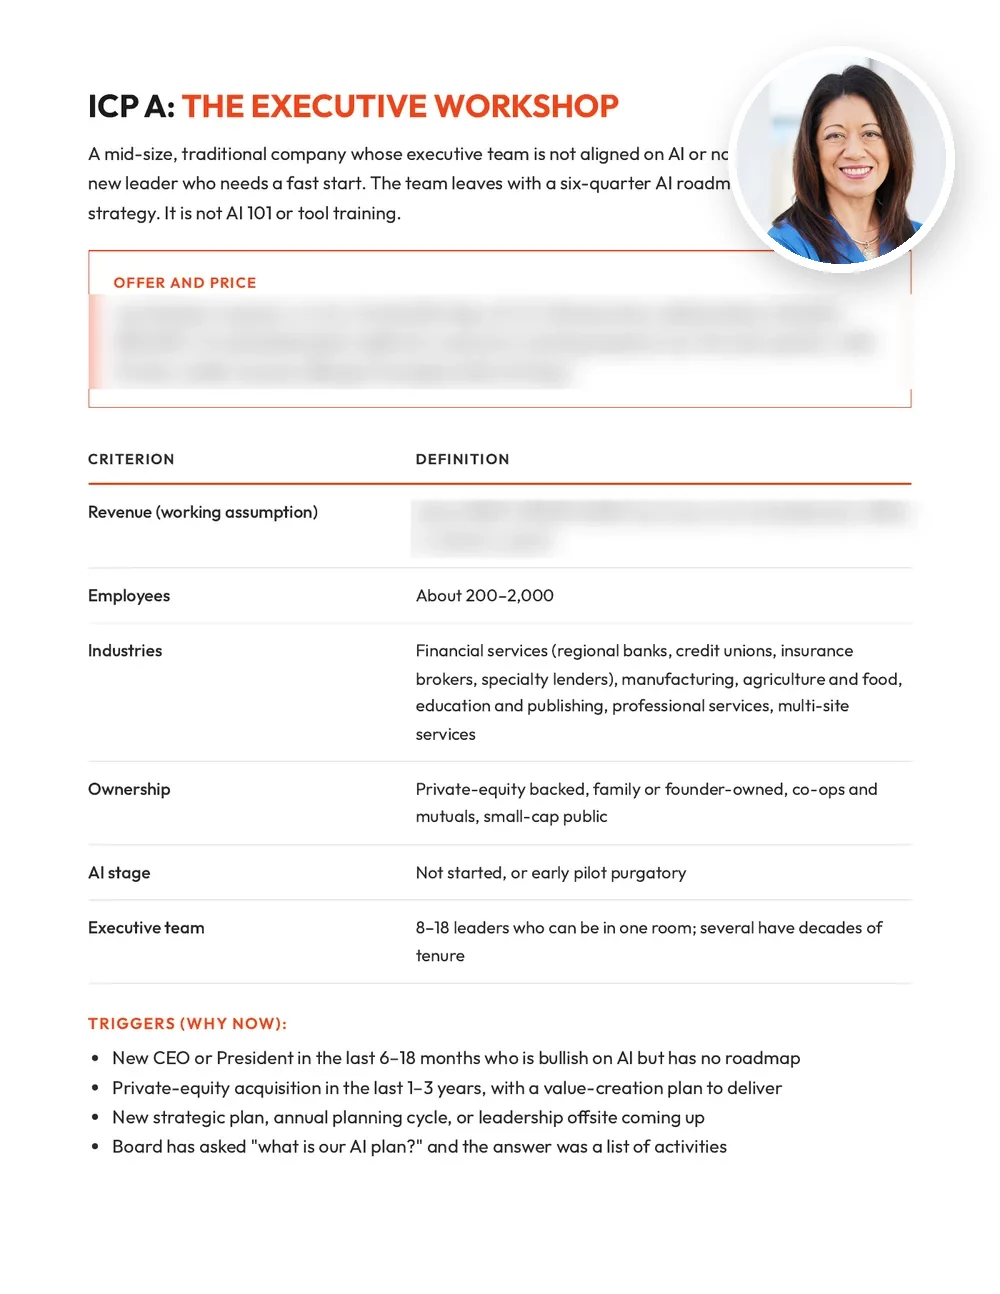 ICP A: THE EXECUTIVE WORKSHOP
A mid-size, traditional company whose executive team is not aligned on AI or
new leader who needs a fast start. The team leaves with a six-quarter AI
strategy. It is not AI 101 or tool training.
OFFER AND PRICE
CRITERION
DEFINITION
Revenue (working assumption)
Employees
About 200–2,000
Industries
Financial services (regional banks, credit unions, insurance
brokers, specialty lenders), manufacturing, agriculture and food,
education and publishing, professional services, multi-site
services
Ownership
Private-equity backed, family or founder-owned, co-ops and
mutuals, small-cap public
AI stage
Not started, or early pilot purgatory
Executive team
8–18 leaders who can be in one room; several have decades of
tenure
TRIGGERS (WHY NOW):
• New CEO or President in the last 6–18 months who is bullish on AI but has no roadmap
• Private-equity acquisition in the last 1–3 years, with a value-creation plan to deliver
• New strategic plan, annual planning cycle, or leadership offsite coming up
• Board has asked "what is our AI plan?" and the answer was a list of activities